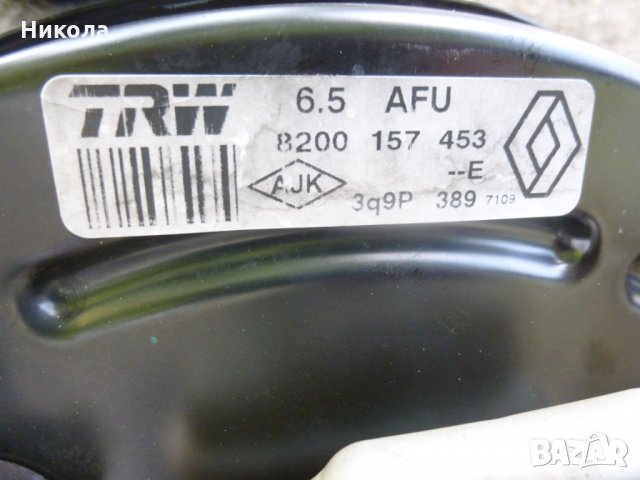 Никола
TRW
6.5 AFU
8200 157 453
--E
AJK
3q9P 389 7109
BAZAR